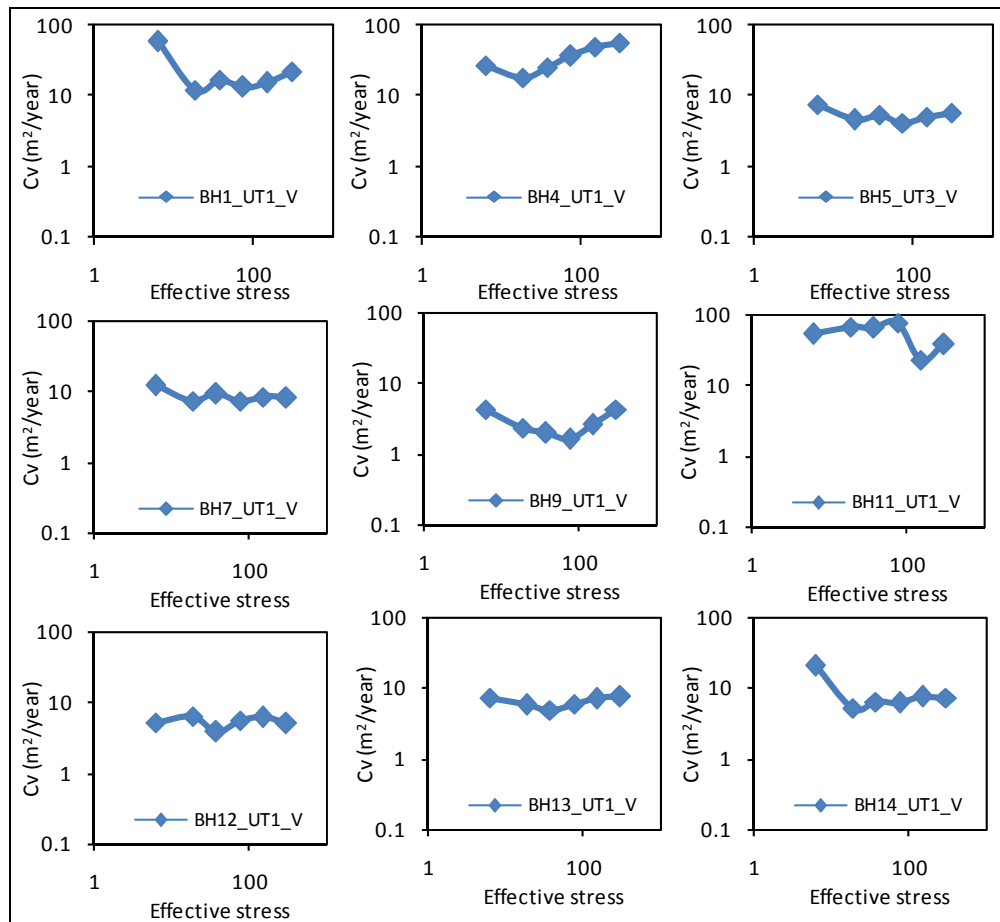 100
10
1
0.1
Cv (m²/year)
BH1_UT1_V
1 100
Effective stress
100
10
1
0.1
Cv (m²/year)
BH4_UT1_V
1 100
Effective stress
100
10
1
0.1
Cv (m²/year)
BH5_UT3_V
1 100
Effective stress
100
10
1
0.1
Cv (m²/year)
BH7_UT1_V
1 100
Effective stress
100
10
1
0.1
Cv (m²/year)
BH9_UT1_V
1 100
Effective stress
100
10
1
0.1
Cv (m²/year)
BH11_UT1_V
1 100
Effective stress
100
10
1
0.1
Cv (m²/year)
BH12_UT1_V
1 100
Effective stress
100
10
1
0.1
Cv (m²/year)
BH13_UT1_V
1 100
Effective stress
100
10
1
0.1
Cv (m²/year)
BH14_UT1_V
1 100
Effective stress